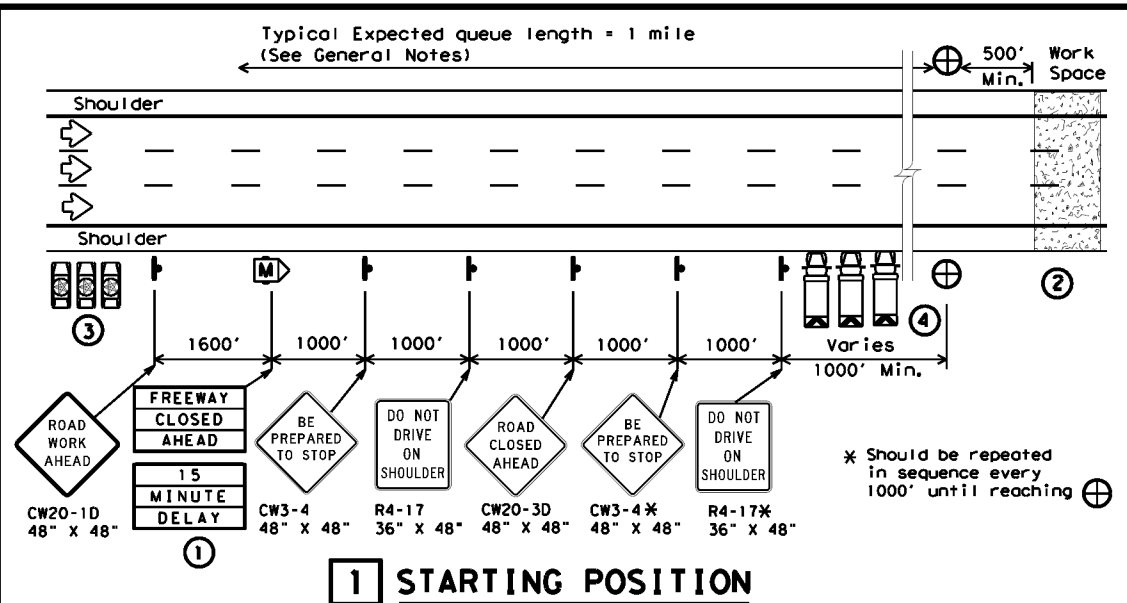 Typical Expected queue length = 1 mile
(See General Notes)
500'
Min.
Work
Space
Shoulder
Shoulder
M
3
4
2
1600'
1000'
1000'
1000'
1000'
1000'
Varies
1000' Min.
ROAD
WORK
AHEAD
CW20-1D
48" X 48"
FREEWAY
CLOSED
AHEAD
15
MINUTE
DELAY
1
BE
PREPARED
TO STOP
CW3-4
48" X 48"
DO NOT
DRIVE
ON
SHOULDER
R4-17
36" X 48"
ROAD
CLOSED
AHEAD
CW20-3D
48" X 48"
BE
PREPARED
TO STOP
CW3-4*
48" X 48"
DO NOT
DRIVE
ON
SHOULDER
R4-17*
36" X 48"
* Should be repeated
in sequence every
1000' until reaching
1 STARTING POSITION